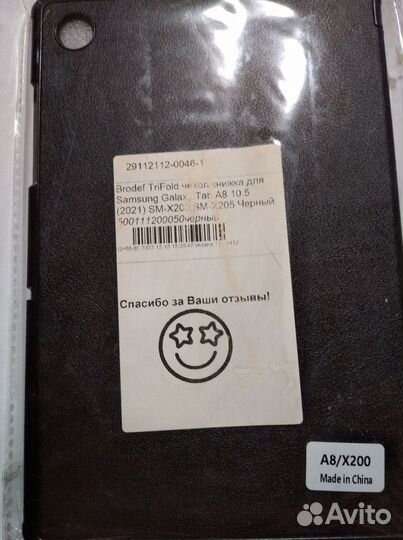 29112112-0046-1
Brodef TriFold чехол книжка для
Samsung Galaxy Tab A8 10.5
(2021) SM-X200 SM-X205 Черный
черный
Спасибо за Ваши отзывы!
A8/X200
Made in China
Avito